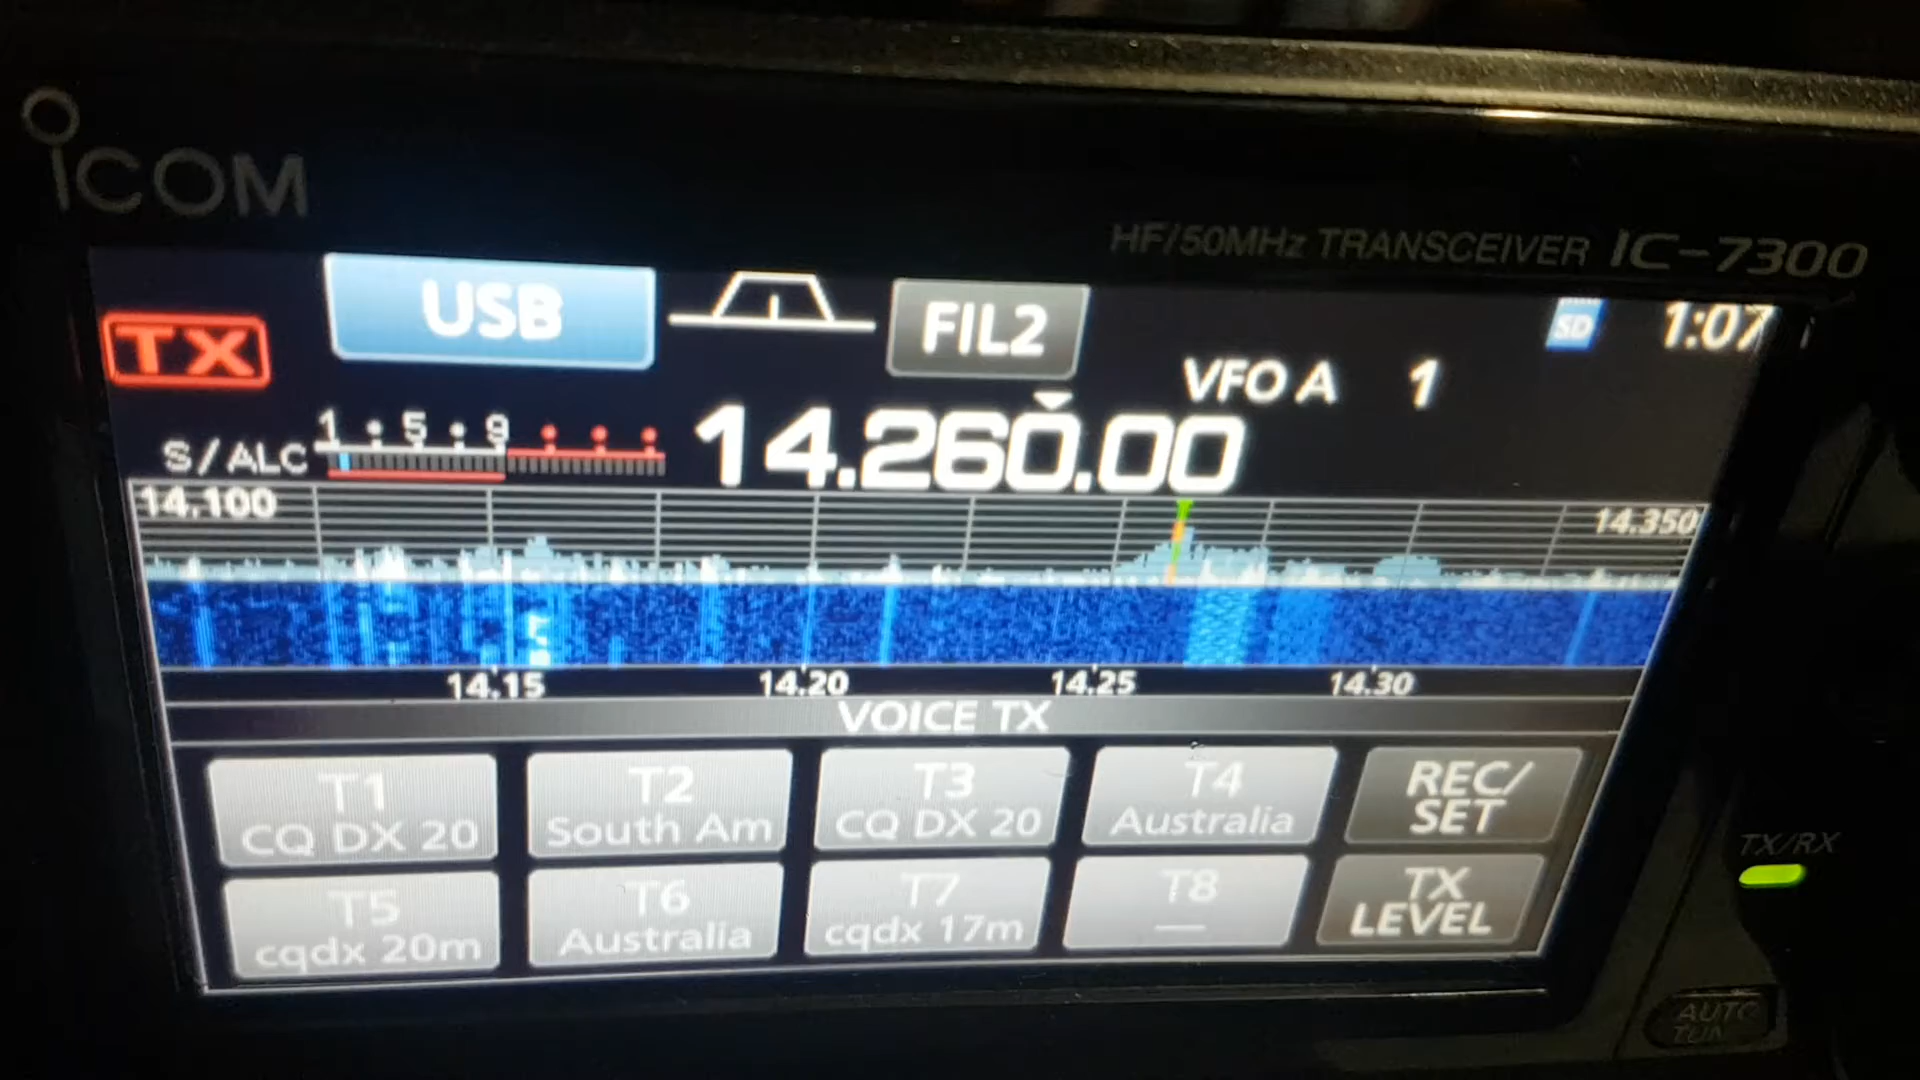 ICOM
HF/50MHz TRANSCEIVER IC-7300
TX
USB
FIL2
SD
1:07
VFO A 1
S/ALC
1 5 9
14.260.00
14.100
14.350
14.15 14.20 14.25 14.30
VOICE TX
T1
CQ DX 20
T2
South Am
T3
CQ DX 20
T4
Australia
REC/
SET
T5
cqdx 20m
T6
Australia
T7
cqdx 17m
T8
—
TX
LEVEL
TX/RX
AUTO
TUN